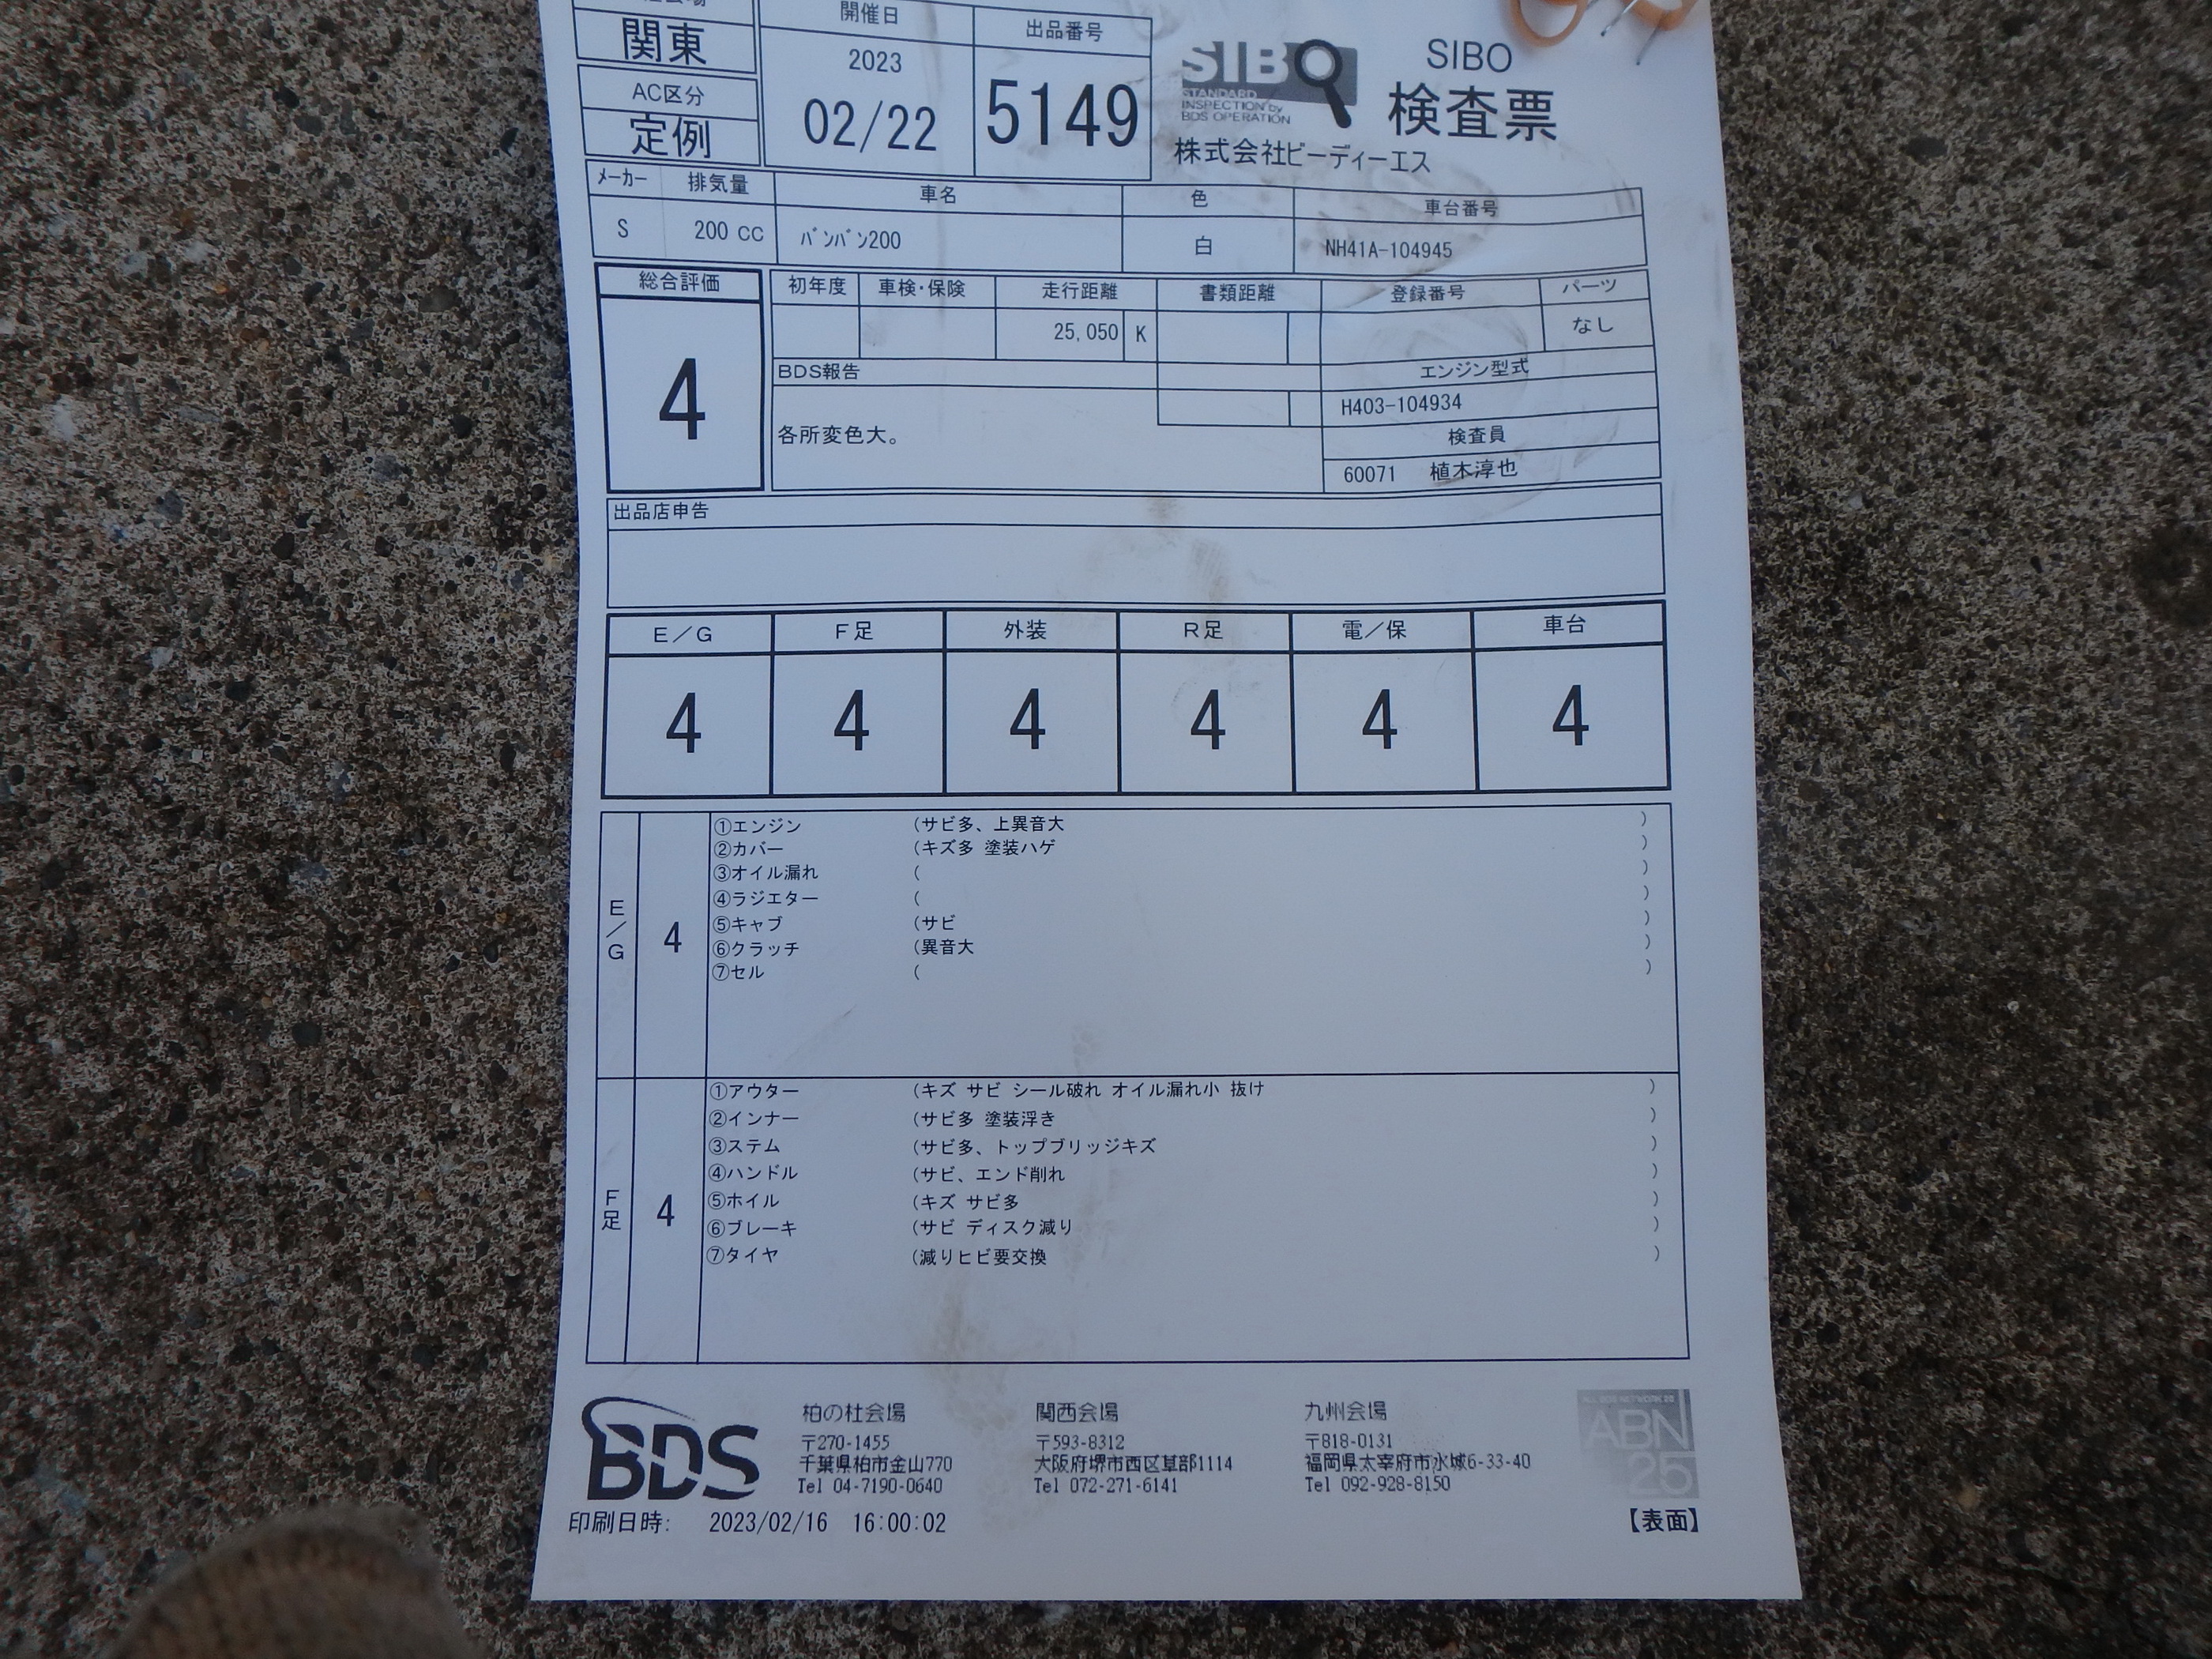 関東
AC区分
定例
開催日
2023
02/22
出品番号
5149
SIBO
STANDARD
INSPECTION by
BDS OPERATION
SIBO
検査票
株式会社ビーディーエス
メーカー 排気量 車名 色 車台番号
S 200 CC バンバン200 白 NH41A-104945
総合評価
4
初年度 車検・保険 走行距離 書類距離 登録番号 パーツ
25,050 K なし
BDS報告
各所変色大。
エンジン型式
H403-104934
検査員
60071 植木淳也
出品店申告
E/G F足 外装 R足 電/保 車台
4 4 4 4 4 4
E/G
4
①エンジン (サビ多、上異音大 )
②カバー (キズ多 塗装ハゲ )
③オイル漏れ ( )
④ラジエター ( )
⑤キャブ (サビ )
⑥クラッチ (異音大 )
⑦セル ( )
F足
4
①アウター (キズ サビ シール破れ オイル漏れ小 抜け )
②インナー (サビ多 塗装浮き )
③ステム (サビ多、トップブリッジキズ )
④ハンドル (サビ、エンド削れ )
⑤ホイル (キズ サビ多 )
⑥ブレーキ (サビ ディスク減り )
⑦タイヤ (減りヒビ要交換 )
BDS
柏の杜会場
〒270-1455
千葉県柏市金山770
Tel 04-7190-0640
関西会場
〒593-8312
大阪府堺市西区草部1114
Tel 072-271-6141
九州会場
〒818-0131
福岡県太宰府市水城6-33-40
Tel 092-928-8150
ABN
25
印刷日時: 2023/02/16 16:00:02
【表面】